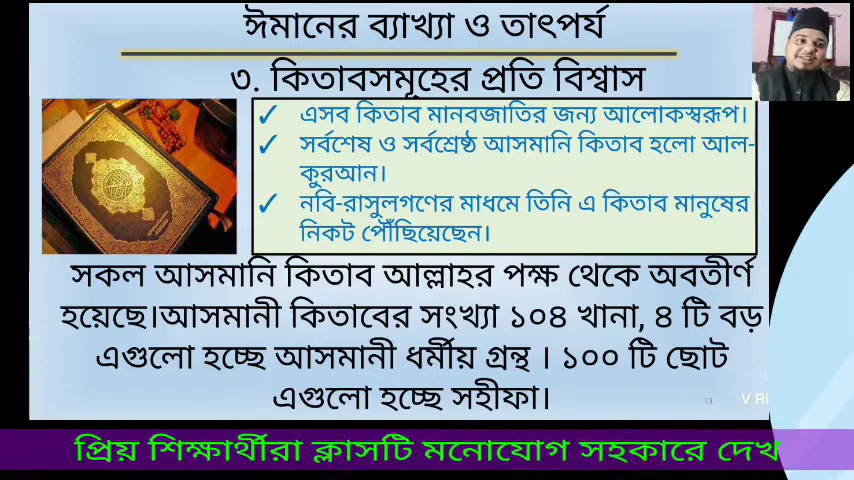 ঈমানের ব্যাখ্যা ও তাৎপর্য
৩. কিতাবসমূহের প্রতি বিশ্বাস
✓ এসব কিতাব মানবজাতির জন্য আলোকস্বরূপ।
✓ সর্বশেষ ও সর্বশ্রেষ্ঠ আসমানি কিতাব হলো আল-
কুরআন।
✓ নবি-রাসুলগণের মাধমে তিনি এ কিতাব মানুষের
নিকট পৌঁছিয়েছেন।
সকল আসমানি কিতাব আল্লাহর পক্ষ থেকে অবতীর্ণ
হয়েছে।আসমানী কিতাবের সংখ্যা ১০৪ খানা, ৪ টি বড়
এগুলো হচ্ছে আসমানী ধর্মীয় গ্রন্থ । ১০০ টি ছোট
এগুলো হচ্ছে সহীফা।
13
V RI
প্রিয় শিক্ষার্থীরা ক্লাসটি মনোযোগ সহকারে দেখ